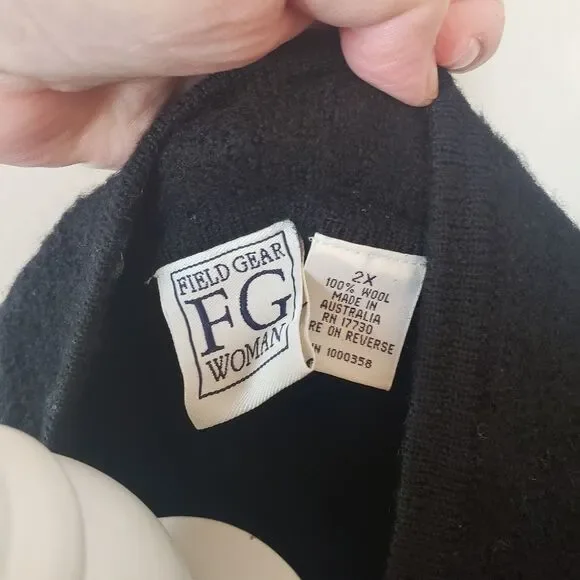 FIELD GEAR
FG
WOMAN
2X
100% WOOL
MADE IN
AUSTRALIA
RN 17730
RE ON REVERSE
N 1000358